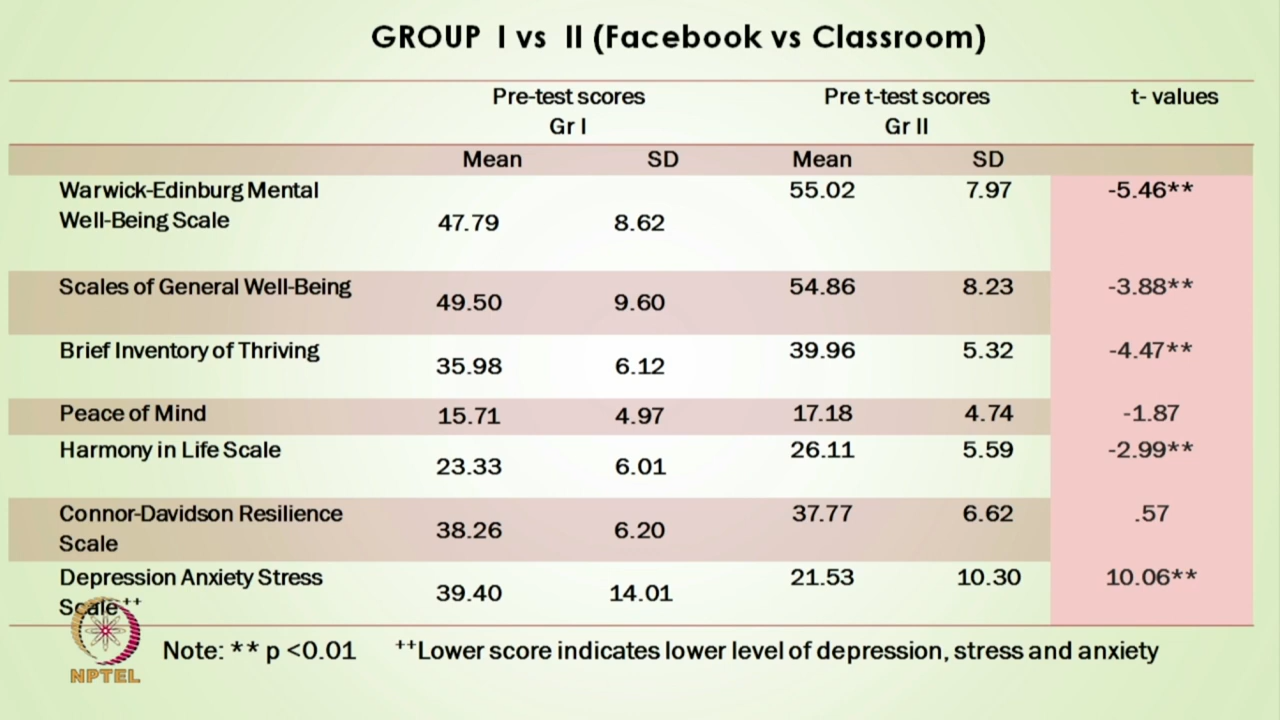 GROUP I vs II (Facebook vs Classroom)
Pre-test scores Pre t-test scores t- values
Gr I Gr II
Mean SD Mean SD
Warwick-Edinburg Mental 55.02 7.97 -5.46**
Well-Being Scale 47.79 8.62
Scales of General Well-Being 49.50 9.60 54.86 8.23 -3.88**
Brief Inventory of Thriving 35.98 6.12 39.96 5.32 -4.47**
Peace of Mind 15.71 4.97 17.18 4.74 -1.87
Harmony in Life Scale 23.33 6.01 26.11 5.59 -2.99**
Connor-Davidson Resilience 38.26 6.20 37.77 6.62 .57
Scale
Depression Anxiety Stress 39.40 14.01 21.53 10.30 10.06**
Scale++
Note: ** p <0.01 ++Lower score indicates lower level of depression, stress and anxiety
NPTEL